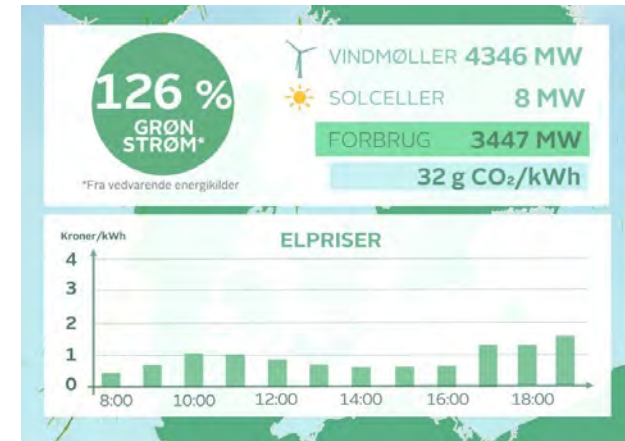 126 %
GRØN
STRØM*
*Fra vedvarende energikilder
VINDMØLLER 4346 MW
SOLCELLER 8 MW
FORBRUG 3447 MW
32 g CO₂/kWh
Kroner/kWh
ELPRISER
4
3
2
1
0
8:00 10:00 12:00 14:00 16:00 18:00